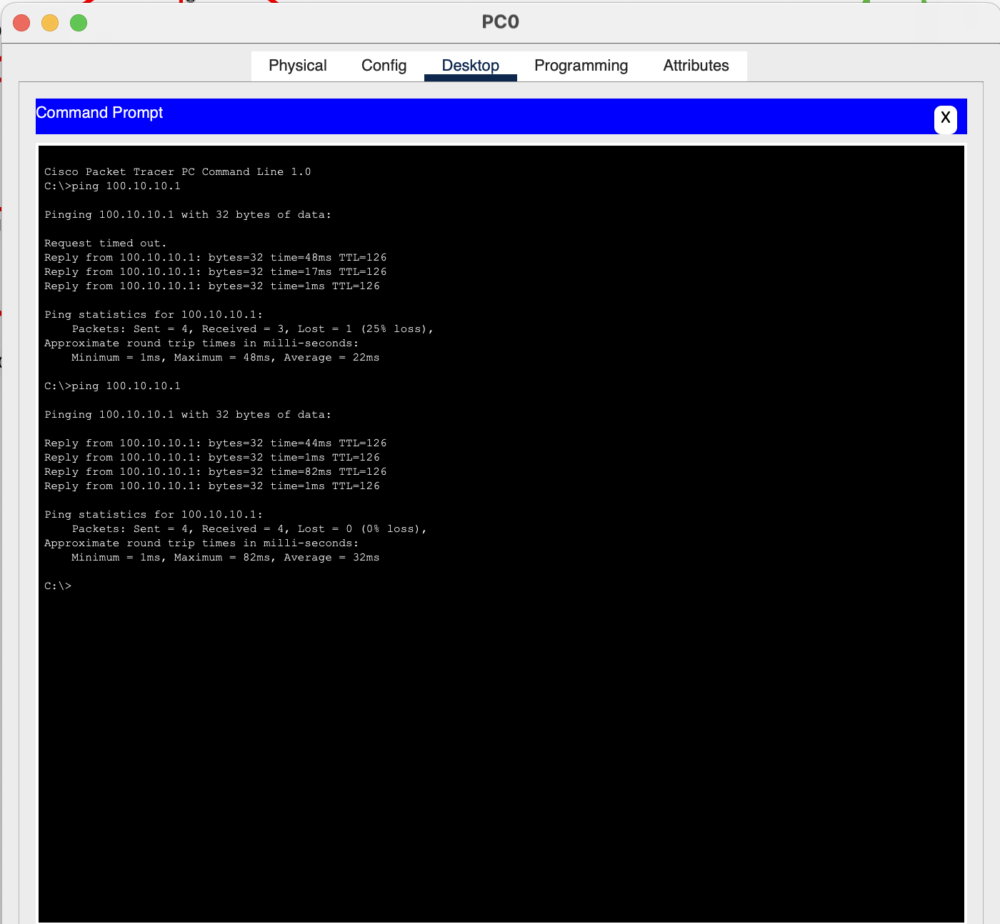 PC0
Physical Config Desktop Programming Attributes
Command Prompt
X
Cisco Packet Tracer PC Command Line 1.0
C:\>ping 100.10.10.1
Pinging 100.10.10.1 with 32 bytes of data:
Request timed out.
Reply from 100.10.10.1: bytes=32 time=48ms TTL=126
Reply from 100.10.10.1: bytes=32 time=17ms TTL=126
Reply from 100.10.10.1: bytes=32 time=1ms TTL=126
Ping statistics for 100.10.10.1:
Packets: Sent = 4, Received = 3, Lost = 1 (25% loss),
Approximate round trip times in milli-seconds:
Minimum = 1ms, Maximum = 48ms, Average = 22ms
C:\>ping 100.10.10.1
Pinging 100.10.10.1 with 32 bytes of data:
Reply from 100.10.10.1: bytes=32 time=44ms TTL=126
Reply from 100.10.10.1: bytes=32 time=1ms TTL=126
Reply from 100.10.10.1: bytes=32 time=82ms TTL=126
Reply from 100.10.10.1: bytes=32 time=1ms TTL=126
Ping statistics for 100.10.10.1:
Packets: Sent = 4, Received = 4, Lost = 0 (0% loss),
Approximate round trip times in milli-seconds:
Minimum = 1ms, Maximum = 82ms, Average = 32ms
C:\>